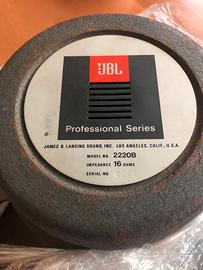 JBL
Professional Series
JAMES B. LANSING SOUND, INC. LOS ANGELES, CALIF., U.S.A.
MODEL NO. 2220B
IMPEDANCE 16 OHMS
SERIAL NO.